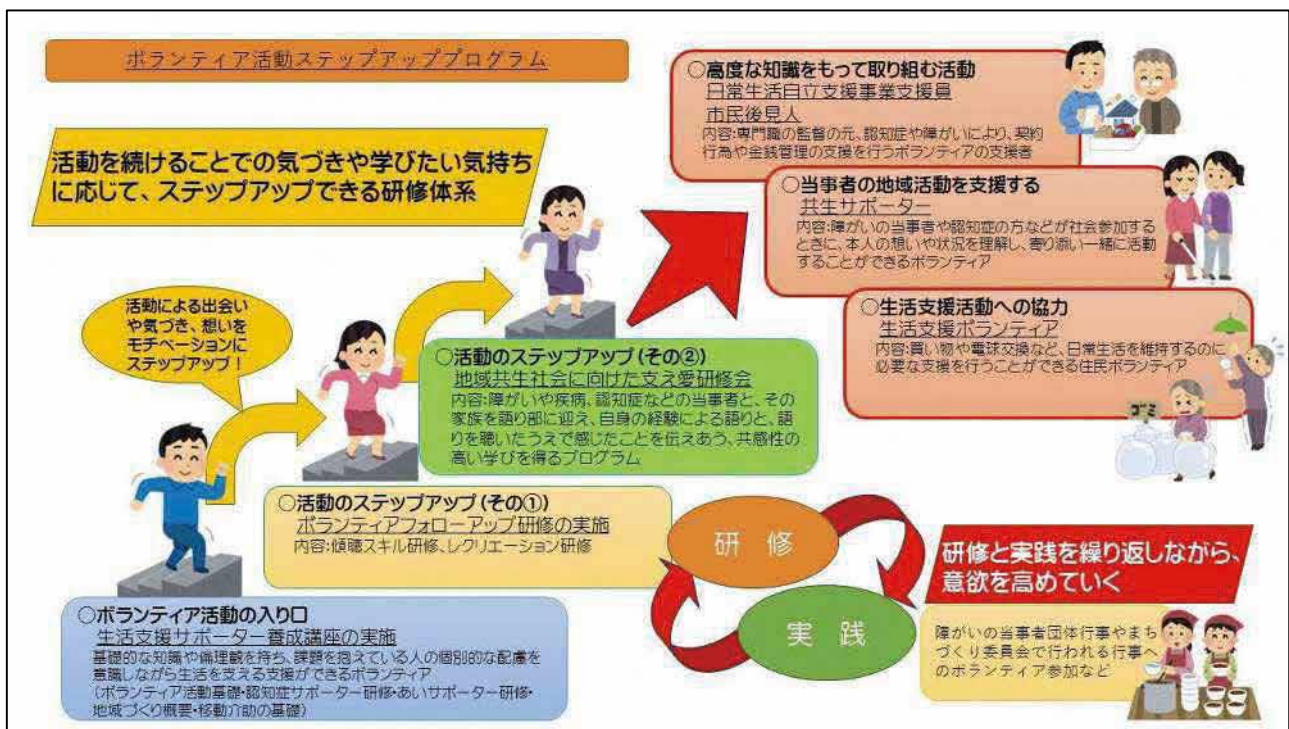 ボランティア活動ステップアッププログラム
活動を続けることでの気づきや学びたい気持ち
に応じて、ステップアップできる研修体系
活動による出会い
や気づき、想いを
モチベーションに
ステップアップ！
○ボランティア活動の入り口
生活支援サポーター養成講座の実施
基礎的な知識や倫理観を持ち、課題を抱えている人の個別的な配慮を
意識しながら生活を支える支援ができるボランティア
（ボランティア活動基礎・認知症サポーター研修・あいサポーター研修・
地域づくり概要・移動介助の基礎）
○活動のステップアップ（その①）
ボランティアフォローアップ研修の実施
内容:傾聴スキル研修、レクリエーション研修
○活動のステップアップ（その②）
地域共生社会に向けた支え愛研修会
内容:障がいや疾病、認知症などの当事者と、その
家族を語り部に迎え、自身の経験による語りと、語
りを聴いたうえで感じたことを伝えあう、共感性の
高い学びを得るプログラム
○高度な知識をもって取り組む活動
日常生活自立支援事業支援員
市民後見人
内容:専門職の監督の元、認知症や障がいにより、契約
行為や金銭管理の支援を行うボランティアの支援者
○当事者の地域活動を支援する
共生サポーター
内容:障がいの当事者や認知症の方などが社会参加する
ときに、本人の想いや状況を理解し、寄り添い一緒に活動
することができるボランティア
○生活支援活動への協力
生活支援ボランティア
内容:買い物や電球交換など、日常生活を維持するのに
必要な支援を行うことができる住民ボランティア
ゴミ
研修
実践
研修と実践を繰り返しながら、
意欲を高めていく
障がいの当事者団体行事やまち
づくり委員会で行われる行事へ
のボランティア参加など